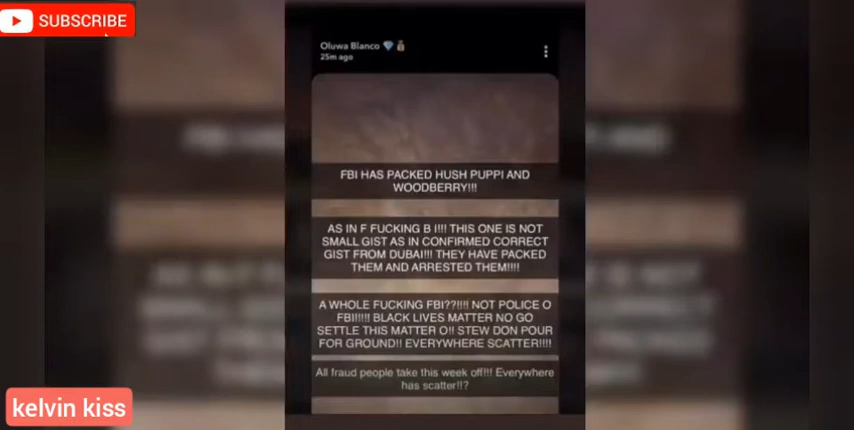 SUBSCRIBE
Oluwa Blanco
25m ago
FBI HAS PACKED HUSH PUPPI AND
WOODBERRY!!!
AS IN F FUCKING B I!!! THIS ONE IS NOT
SMALL GIST AS IN CONFIRMED CORRECT
GIST FROM DUBAI!!! THEY HAVE PACKED
THEM AND ARRESTED THEM!!!!
A WHOLE FUCKING FBI??!!!! NOT POLICE O
FBI!!!!! BLACK LIVES MATTER NO GO
SETTLE THIS MATTER O!! STEW DON POUR
FOR GROUND!! EVERYWHERE SCATTER!!!!
All fraud people take this week off!!! Everywhere
has scatter!!?
kelvin kiss